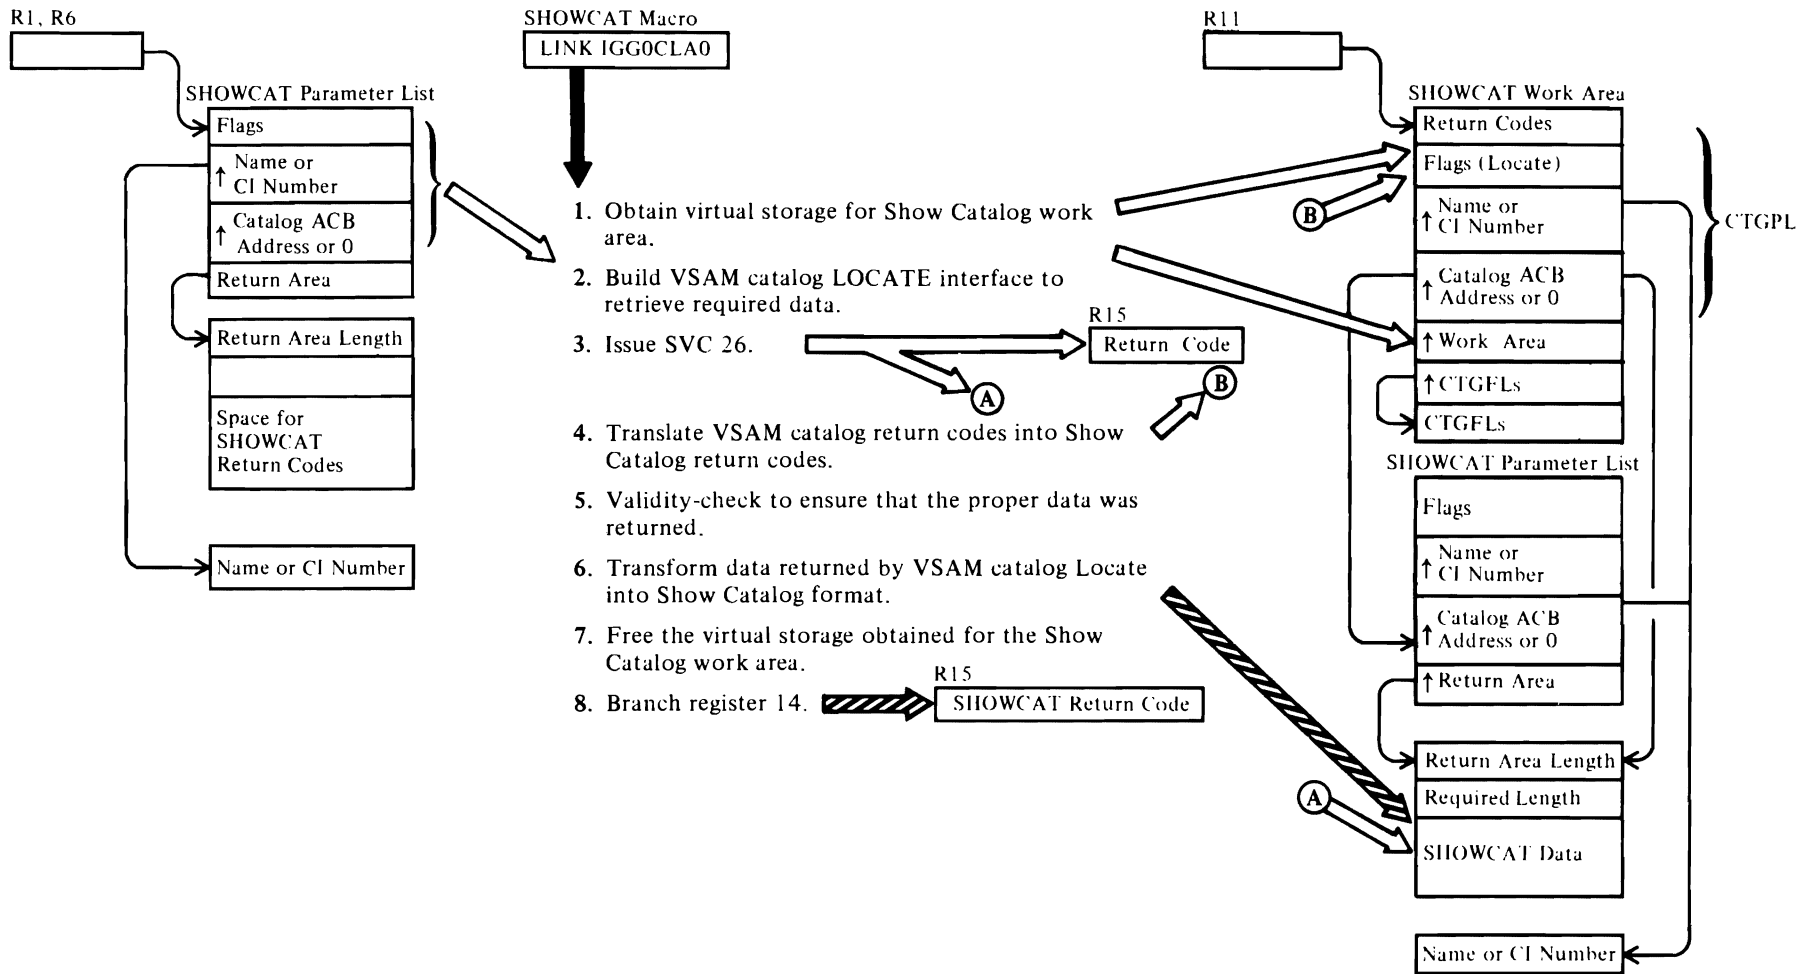 R1, R6
SHOWCAT Parameter List
Flags
↑ Name or
CI Number
↑ Catalog ACB
Address or 0
Return Area
Return Area Length
Space for
SHOWCAT
Return Codes
Name or CI Number
SHOWCAT Macro
LINK IGG0CLA0
1. Obtain virtual storage for Show Catalog work
area.
2. Build VSAM catalog LOCATE interface to
retrieve required data.
3. Issue SVC 26.
R15
Return Code
A
B
4. Translate VSAM catalog return codes into Show
Catalog return codes.
5. Validity-check to ensure that the proper data was
returned.
6. Transform data returned by VSAM catalog Locate
into Show Catalog format.
7. Free the virtual storage obtained for the Show
Catalog work area.
8. Branch register 14.
R15
SHOWCAT Return Code
R11
SHOWCAT Work Area
Return Codes
Flags (Locate)
B
↑ Name or
CI Number
CTGPL
↑ Catalog ACB
Address or 0
↑ Work Area
↑ CTGFLs
CTGFLs
SHOWCAT Parameter List
Flags
↑ Name or
CI Number
↑ Catalog ACB
Address or 0
↑ Return Area
Return Area Length
Required Length
A
SHOWCAT Data
Name or CI Number